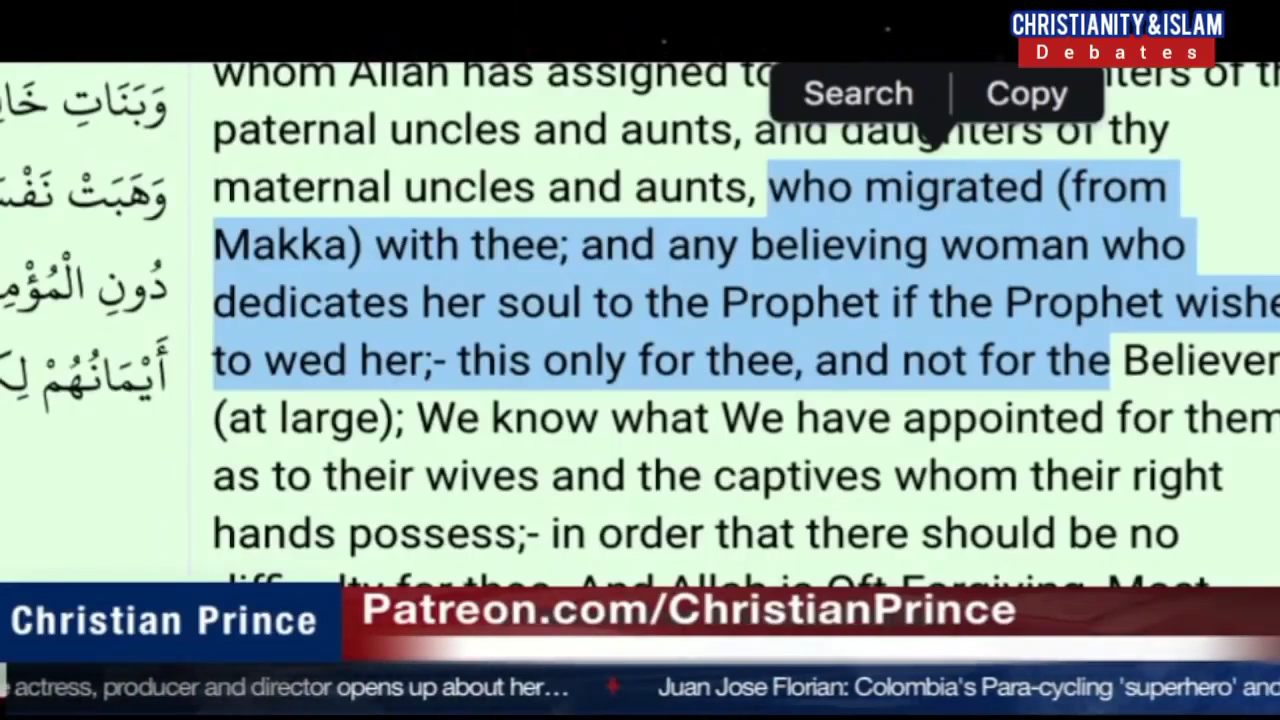 CHRISTIANITY & ISLAM
Debates
whom Allah has assigned to
Search
Copy
وَبَنَاتِ
paternal uncles and aunts, and daughters of thy
maternal uncles and aunts, who migrated (from
وَهَبَتْ
Makka) with thee; and any believing woman who
دُونِ
dedicates her soul to the Prophet if the Prophet
to wed her;- this only for thee, and not for the
أَيْمَانُهُمْ
(at large); We know what We have appointed for
as to their wives and the captives whom their right
hands possess;- in order that there should be no
Christian Prince
Patreon.com/ChristianPrince
actress, producer and director opens up about her...
Juan Jose Florian: Colombia's Para-cycling 'superhero'